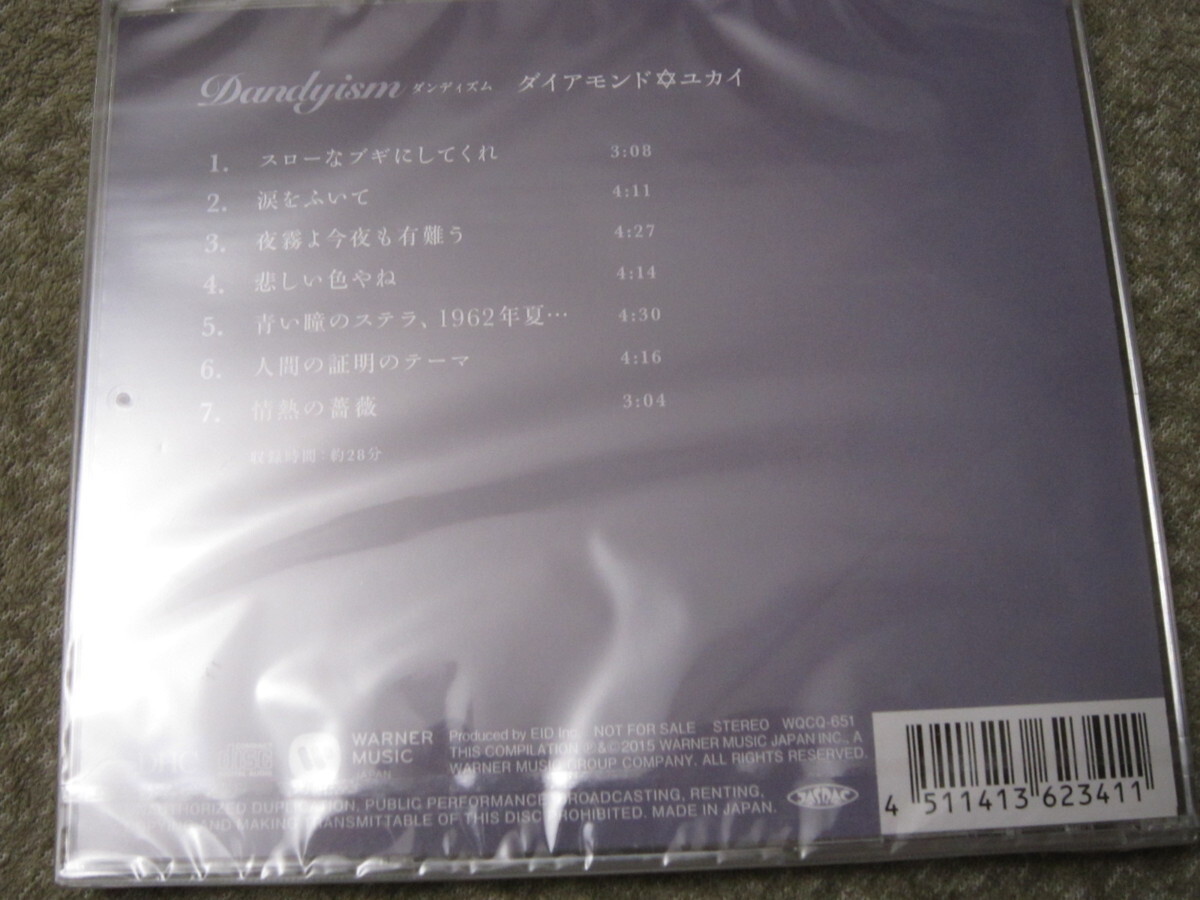 Dandyism ダンディズム ダイアモンド✡ユカイ
1. スローなブギにしてくれ 3:08
2. 涙をふいて 4:11
3. 夜霧よ今夜も有難う 4:27
4. 悲しい色やね 4:14
5. 青い瞳のステラ、1962年夏… 4:30
6. 人間の証明のテーマ 4:16
7. 情熱の薔薇 3:04
収録時間：約28分
WARNER MUSIC JAPAN
Produced by EID Inc. NOT FOR SALE STEREO WQCQ-651
THIS COMPILATION ℗&©2015 WARNER MUSIC JAPAN INC., A
WARNER MUSIC GROUP COMPANY. ALL RIGHTS RESERVED.
DUPLICATION, PUBLIC PERFORMANCE, BROADCASTING, RENTING,
AND MAKING TRANSMITTABLE OF THIS DISC PROHIBITED. MADE IN JAPAN.
JASRAC
4 511413 623411